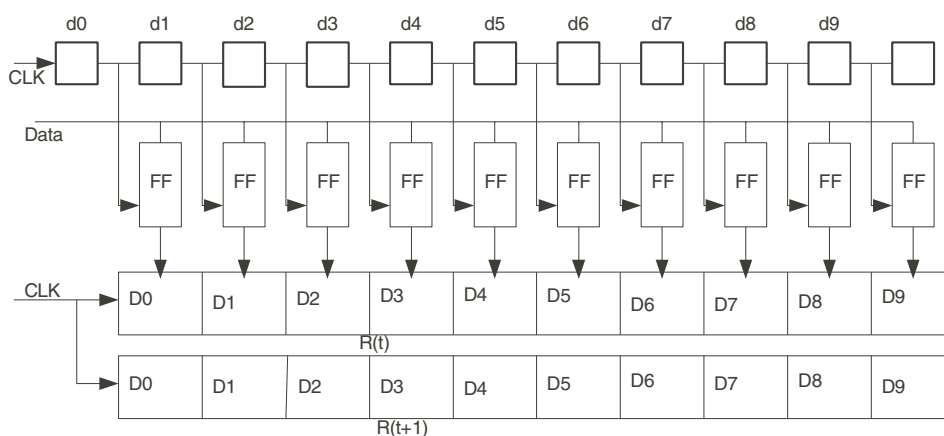 d0 d1 d2 d3 d4 d5 d6 d7 d8 d9
CLK
Data
FF FF FF FF FF FF FF FF FF FF
CLK
D0 D1 D2 D3 D4 D5 D6 D7 D8 D9
R(t)
D0 D1 D2 D3 D4 D5 D6 D7 D8 D9
R(t+1)